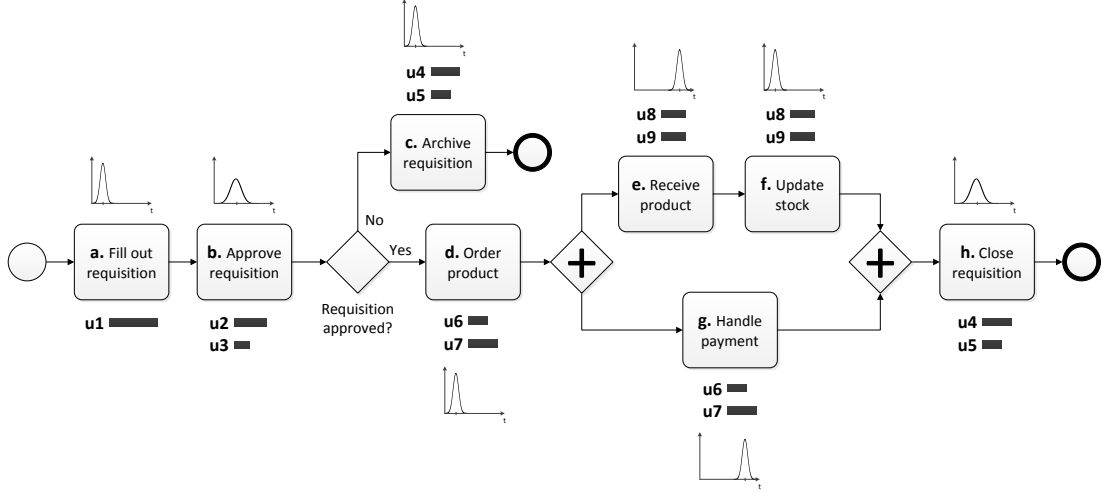 t
u4
u5
c. Archive
requisition
t
u8
u9
e. Receive
product
t
u8
u9
f. Update
stock
t
a. Fill out
requisition
u1
t
b. Approve
requisition
u2
u3
No
Yes
Requisition
approved?
d. Order
product
u6
u7
t
g. Handle
payment
u6
u7
t
t
h. Close
requisition
u4
u5